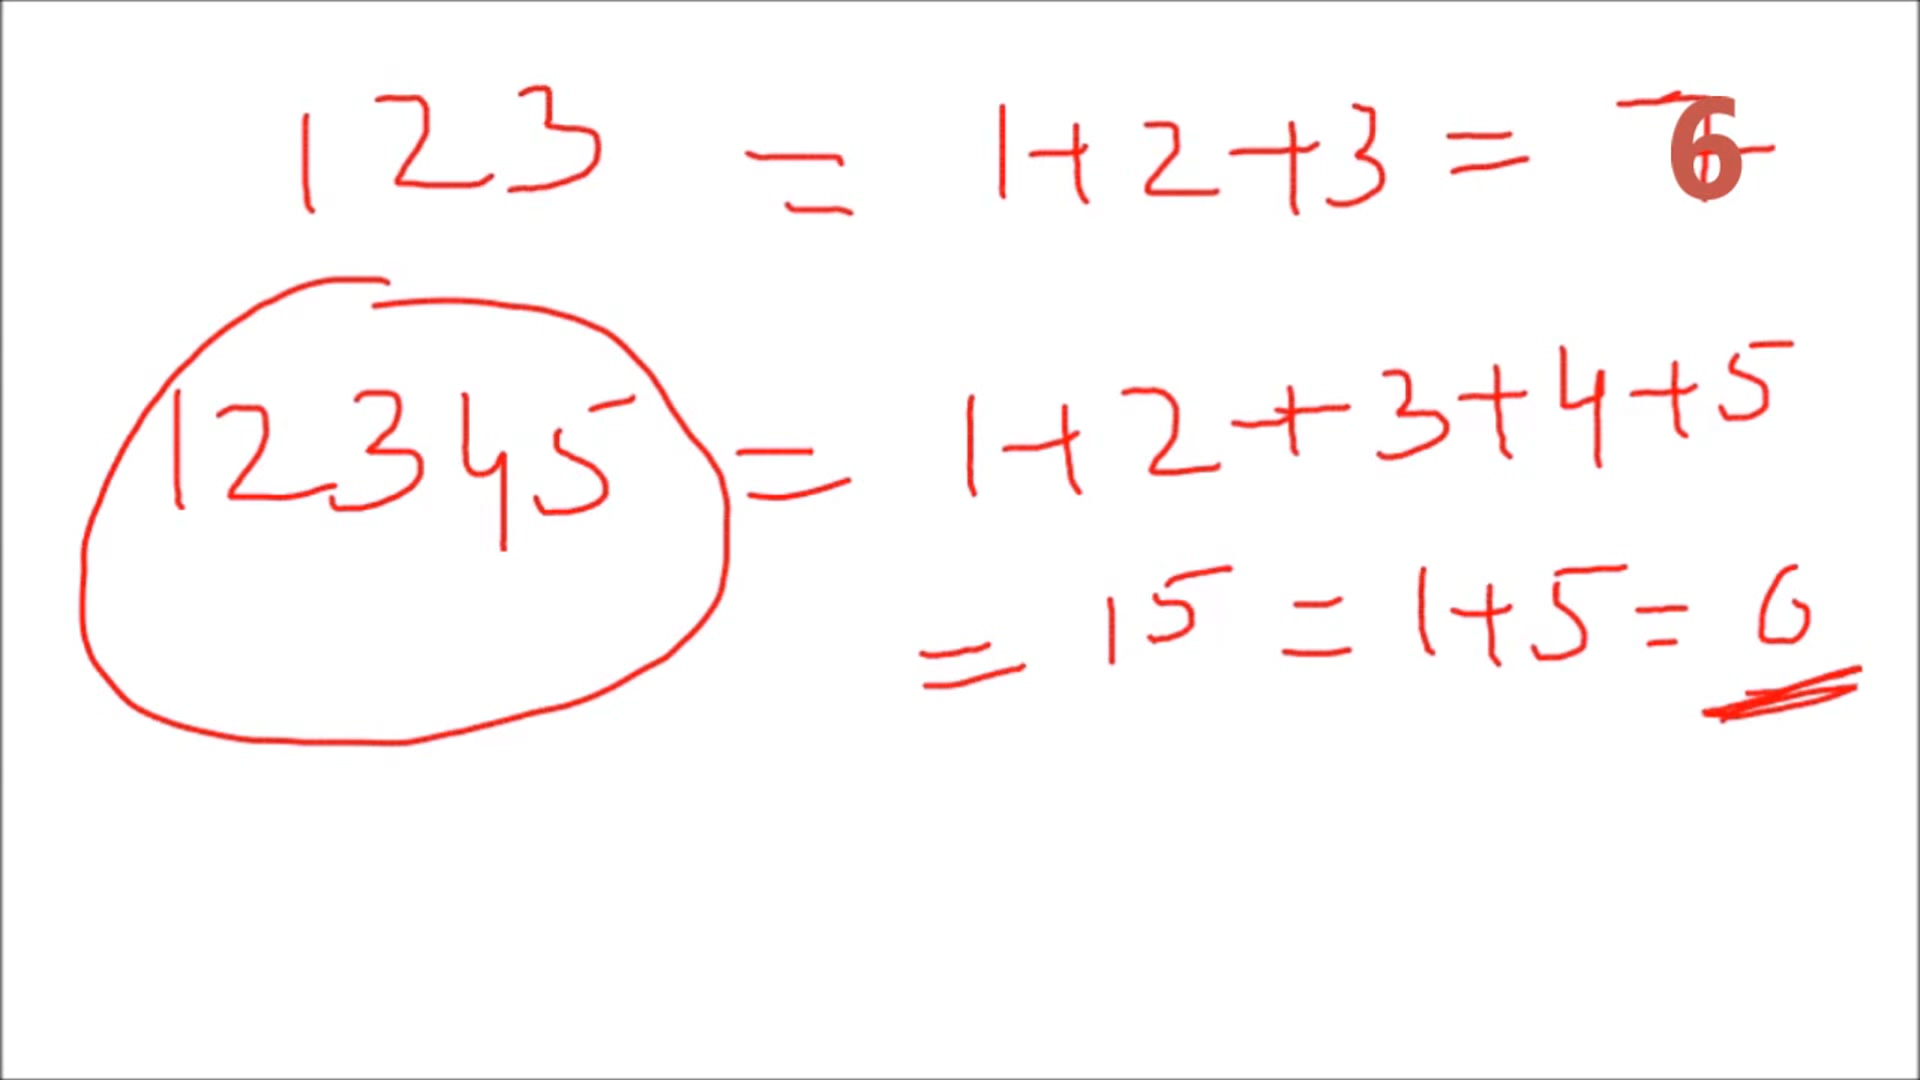 123 = 1+2+3 = 6
12345 = 1+2+3+4+5
= 15 = 1+5 = 6